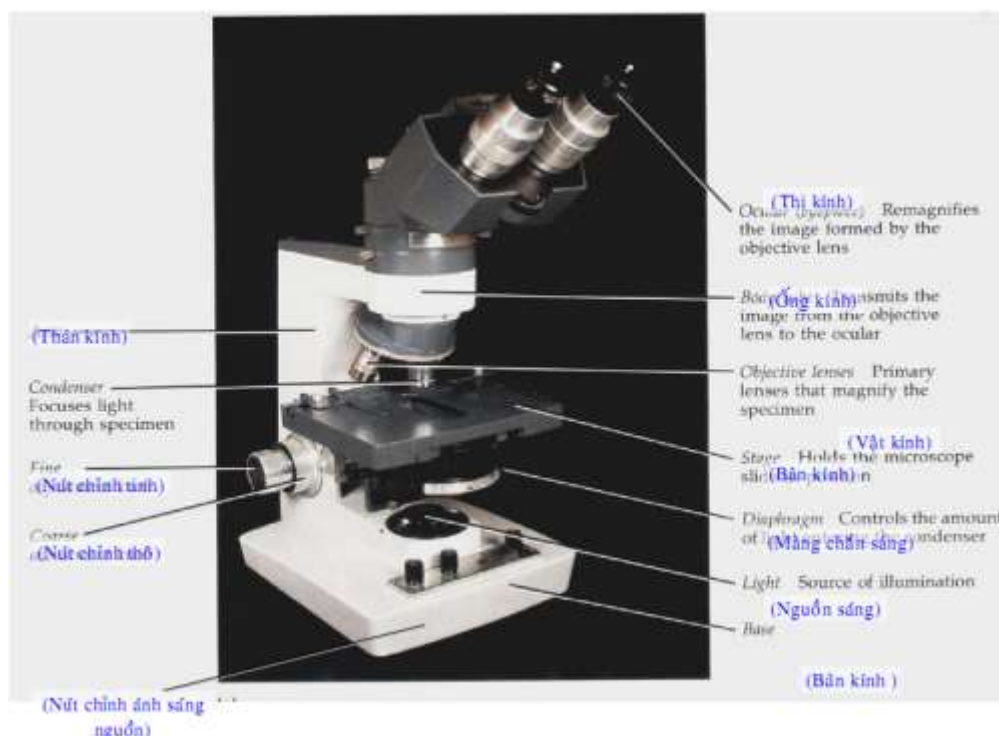 (Thân kính)
Condenser
Focuses light
through specimen
Fine
(Nút chỉnh tinh)
Coarse
(Nút chỉnh thô)
(Nút chỉnh ánh sáng
nguồn)
(Thị kính)
Remagnifies
the image formed by the
objective lens
(Ống kính)
the
image from the objective
lens to the ocular
Objective lenses Primary
lenses that magnify the
specimen
(Vật kính)
Stage Holds the microscope
(Bàn kính)
Diaphragm Controls the amount
of (Màng chắn sáng) condenser
Light Source of illumination
(Nguồn sáng)
Base
(Bàn kính )